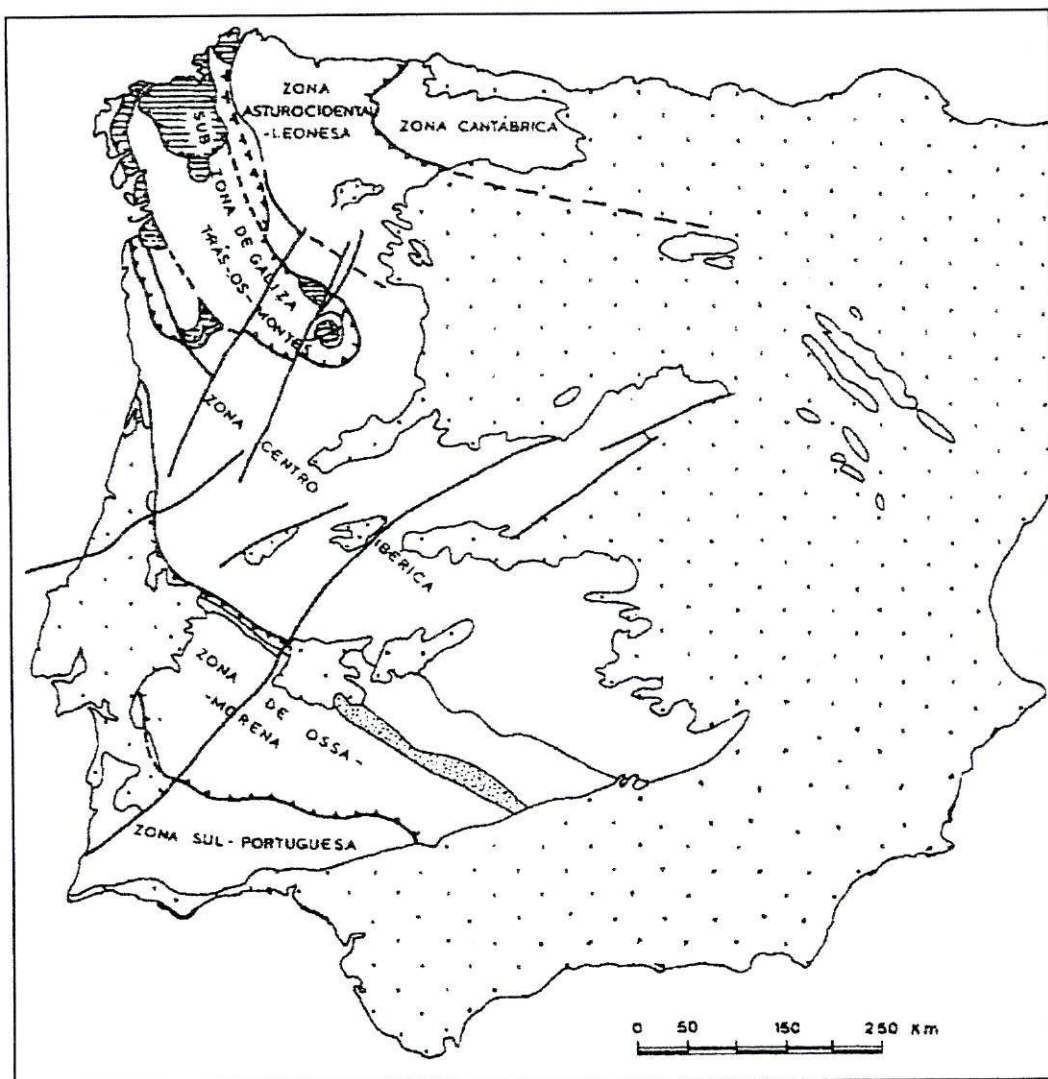 ZONA
ASTUROCIDENTAL
-LEONESA
ZONA CANTÁBRICA
SUB
ZONA DE GALIZA
TRÁS-OS-MONTES
ZONA
CENTRO
IBÉRICA
ZONA DE OSSA-
-MORENA
ZONA SUL-PORTUGUESA
0 50 150 250 Km